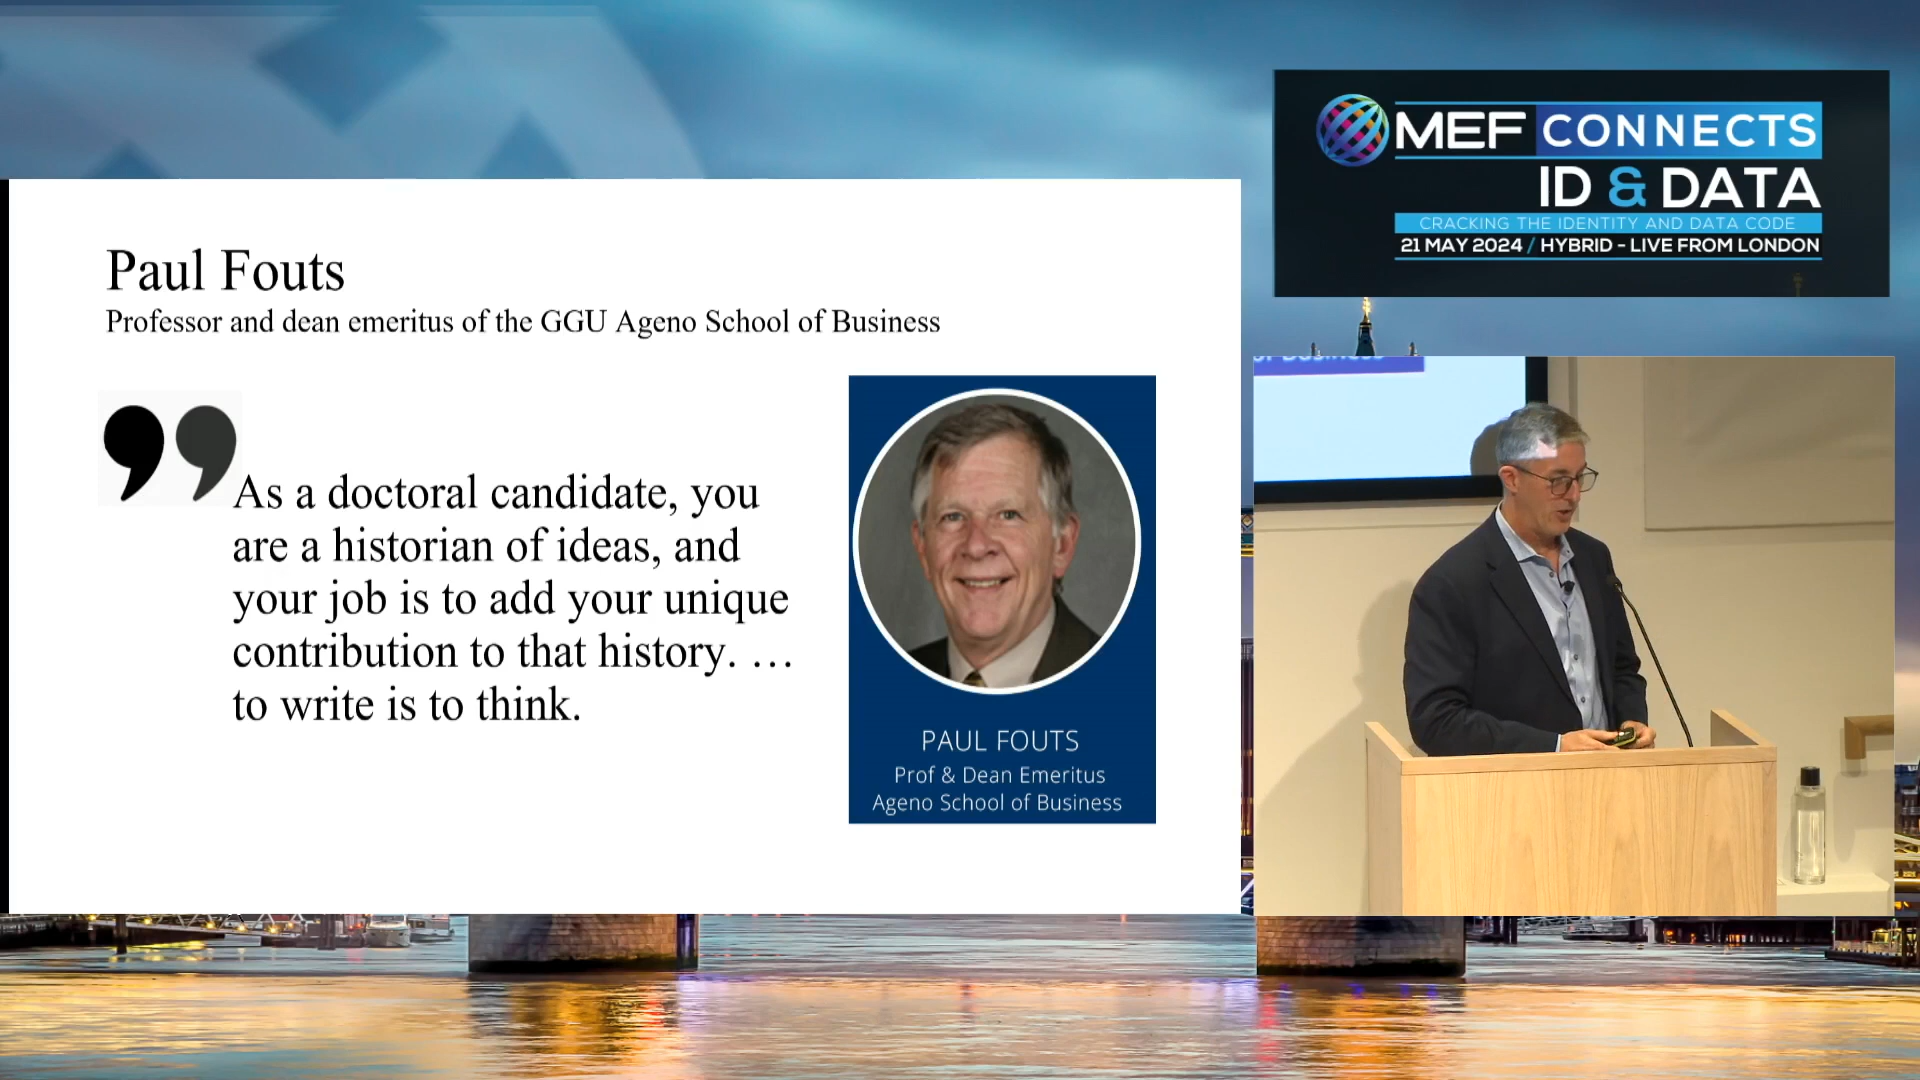 MEF CONNECTS
ID & DATA
CRACKING THE IDENTITY AND DATA CODE
21 MAY 2024 / HYBRID - LIVE FROM LONDON
Paul Fouts
Professor and dean emeritus of the GGU Ageno School of Business
As a doctoral candidate, you
are a historian of ideas, and
your job is to add your unique
contribution to that history. …
to write is to think.
PAUL FOUTS
Prof & Dean Emeritus
Ageno School of Business